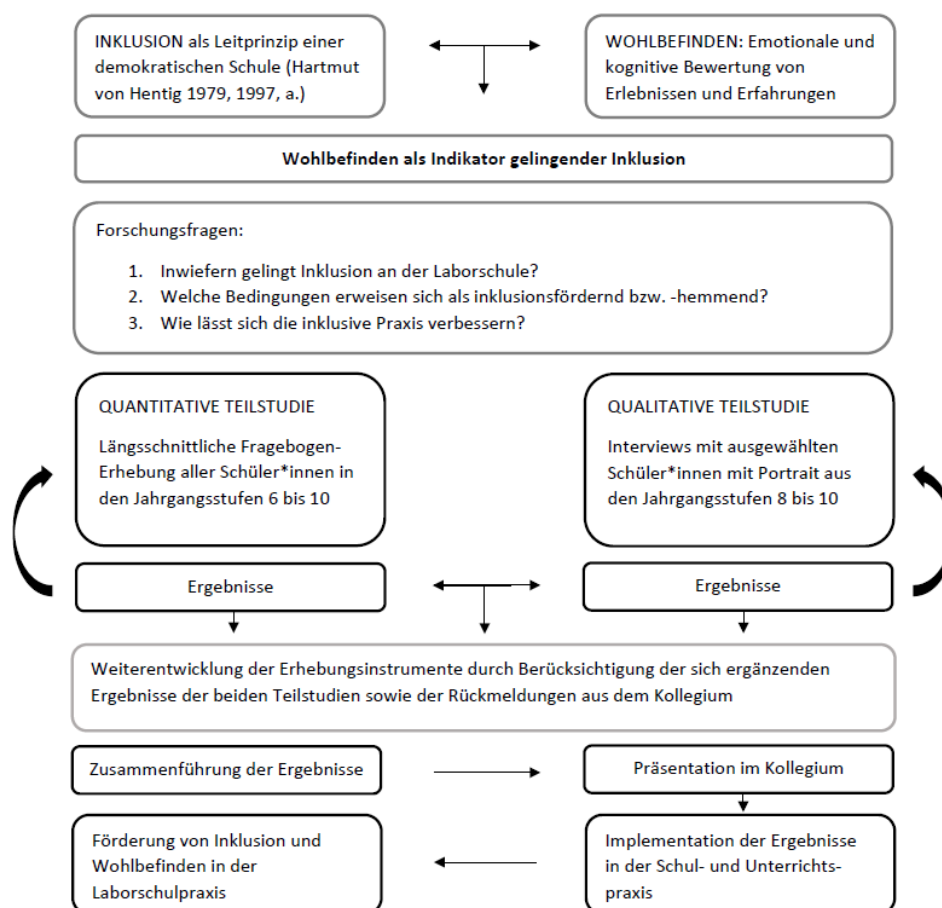 INKLUSION als Leitprinzip einer
demokratischen Schule (Hartmut
von Hentig 1979, 1997, a.)
WOHLBEFINDEN: Emotionale und
kognitive Bewertung von
Erlebnissen und Erfahrungen
Wohlbefinden als Indikator gelingender Inklusion
Forschungsfragen:
1. Inwiefern gelingt Inklusion an der Laborschule?
2. Welche Bedingungen erweisen sich als inklusionsfördernd bzw. -hemmend?
3. Wie lässt sich die inklusive Praxis verbessern?
QUANTITATIVE TEILSTUDIE
Längsschnittliche Fragebogen-
Erhebung aller Schüler*innen in
den Jahrgangsstufen 6 bis 10
QUALITATIVE TEILSTUDIE
Interviews mit ausgewählten
Schüler*innen mit Portrait aus
den Jahrgangsstufen 8 bis 10
Ergebnisse
Ergebnisse
Weiterentwicklung der Erhebungsinstrumente durch Berücksichtigung der sich ergänzenden
Ergebnisse der beiden Teilstudien sowie der Rückmeldungen aus dem Kollegium
Zusammenführung der Ergebnisse
Präsentation im Kollegium
Förderung von Inklusion und
Wohlbefinden in der
Laborschulpraxis
Implementation der Ergebnisse
in der Schul- und Unterrichts-
praxis